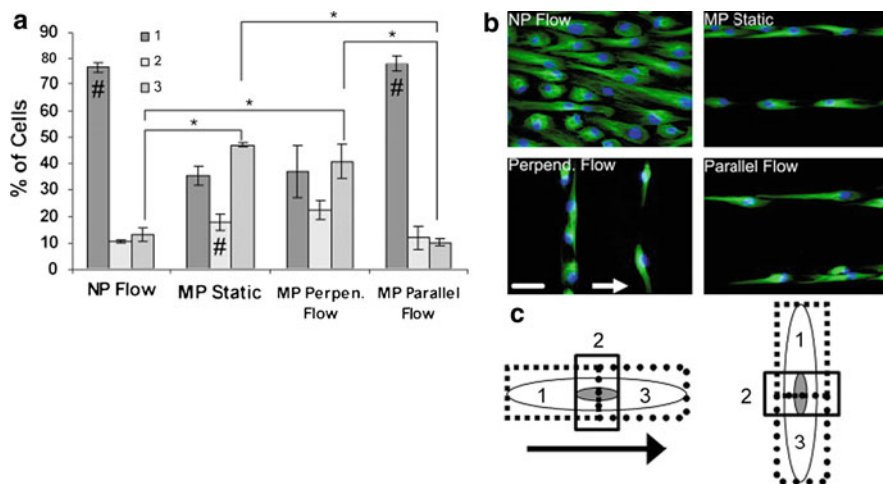 a
% of Cells
90
80
70
60
50
40
30
20
10
0
1
2
3
*
*
*
*
#
#
#
NP Flow
MP Static
MP Perpen. Flow
MP Parallel Flow
b
NP Flow
MP Static
Perpend. Flow
Parallel Flow
c
2
1
3
1
2
3